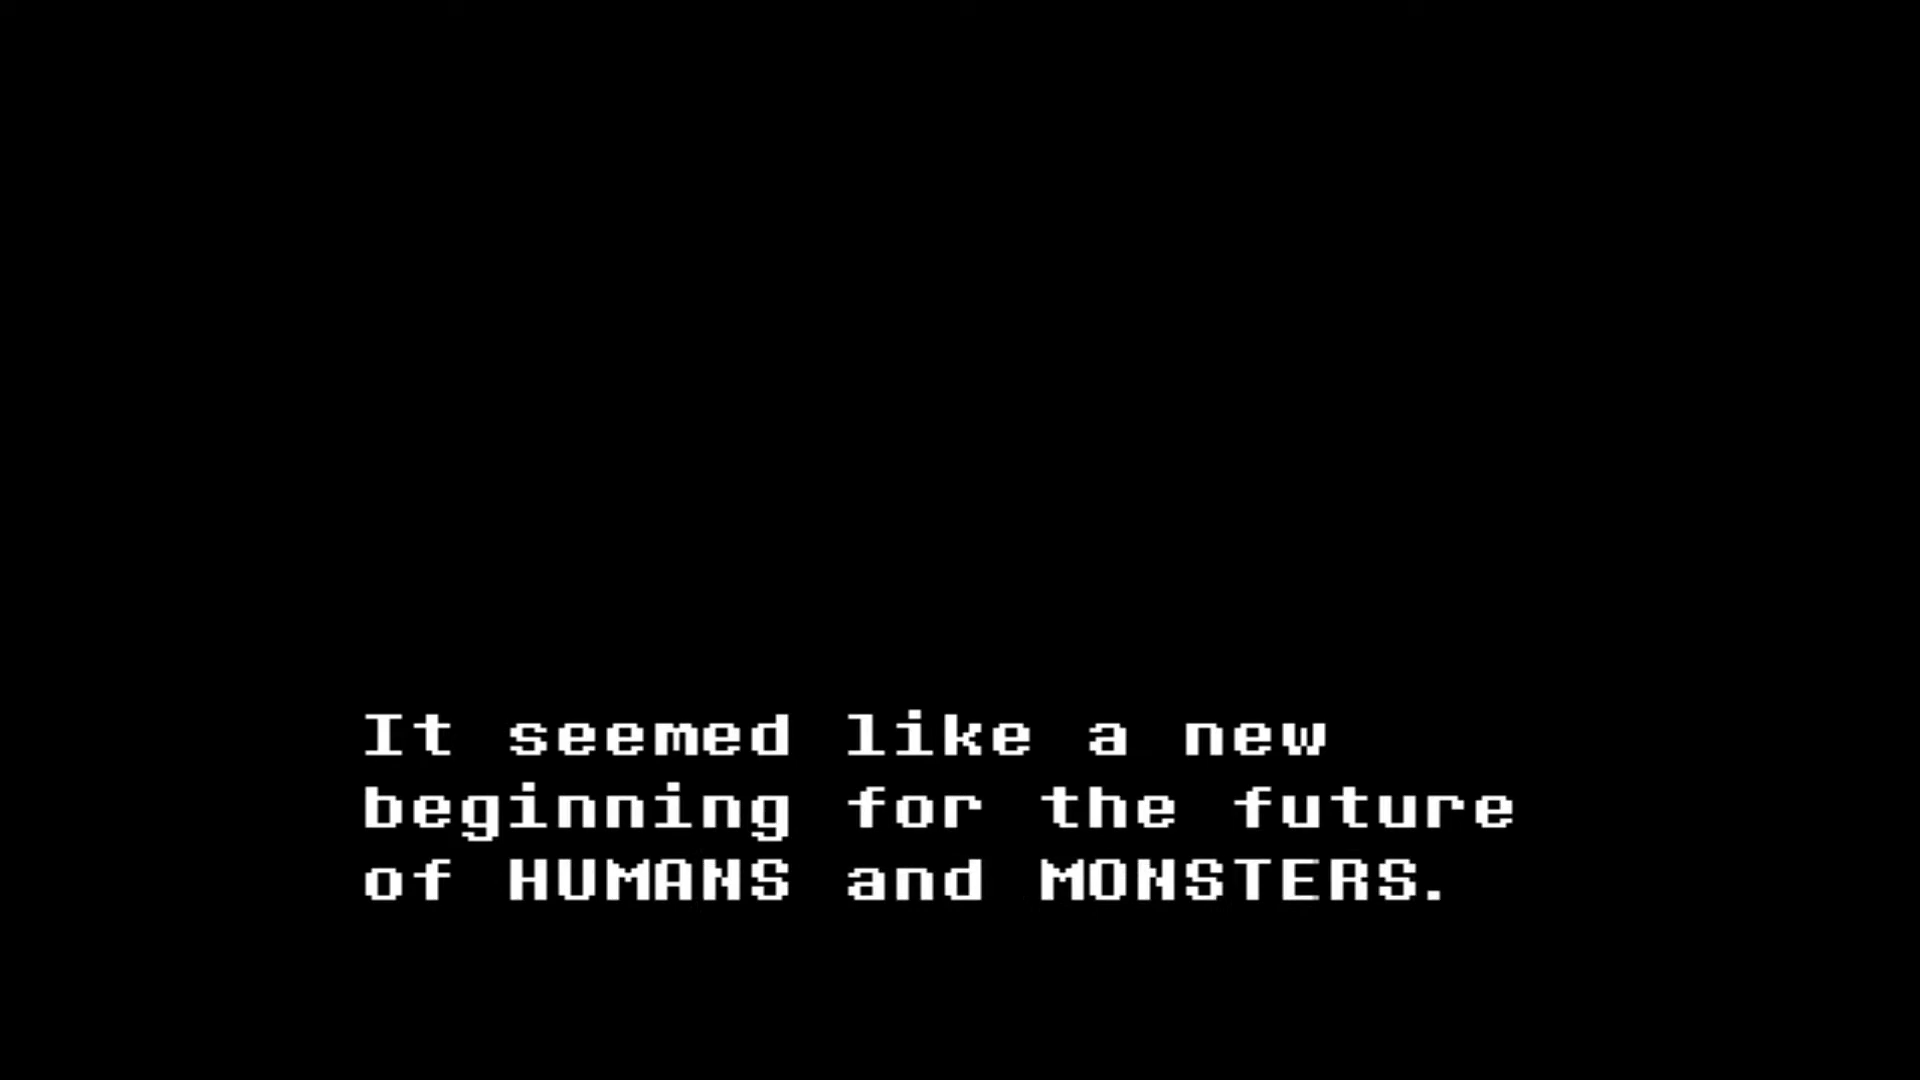 It seemed like a new
beginning for the future
of HUMANS and MONSTERS.